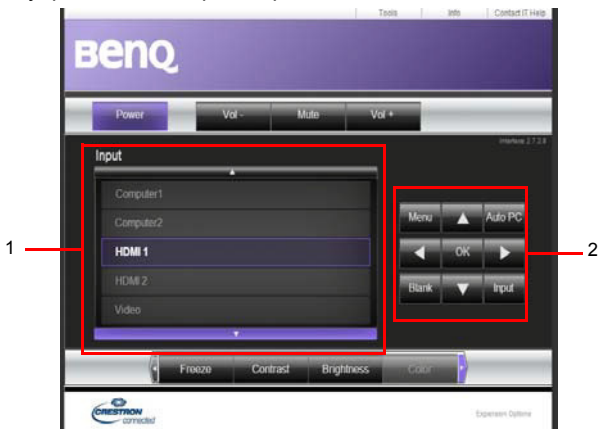 Tools Info Contact IT Help
BenQ
Power Vol - Mute Vol +
Interface 2.7.2.8
Input
Computer1
Computer2
HDMI 1
HDMI 2
Video
Menu Auto PC
OK
Blank Input
1
2
Freeze Contrast Brightness Color
CRESTRON
connected
Expansion Options